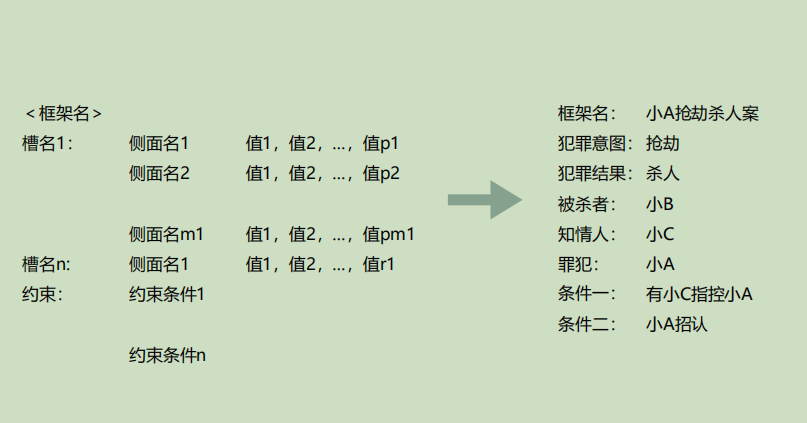 ＜框架名＞
槽名1： 侧面名1 值1，值2，...，值p1
侧面名2 值1，值2，...，值p2
侧面名m1 值1，值2，...，值pm1
槽名n: 侧面名1 值1，值2，...，值r1
约束： 约束条件1
约束条件n
框架名： 小A抢劫杀人案
犯罪意图： 抢劫
犯罪结果： 杀人
被杀者： 小B
知情人： 小C
罪犯： 小A
条件一： 有小C指控小A
条件二： 小A招认